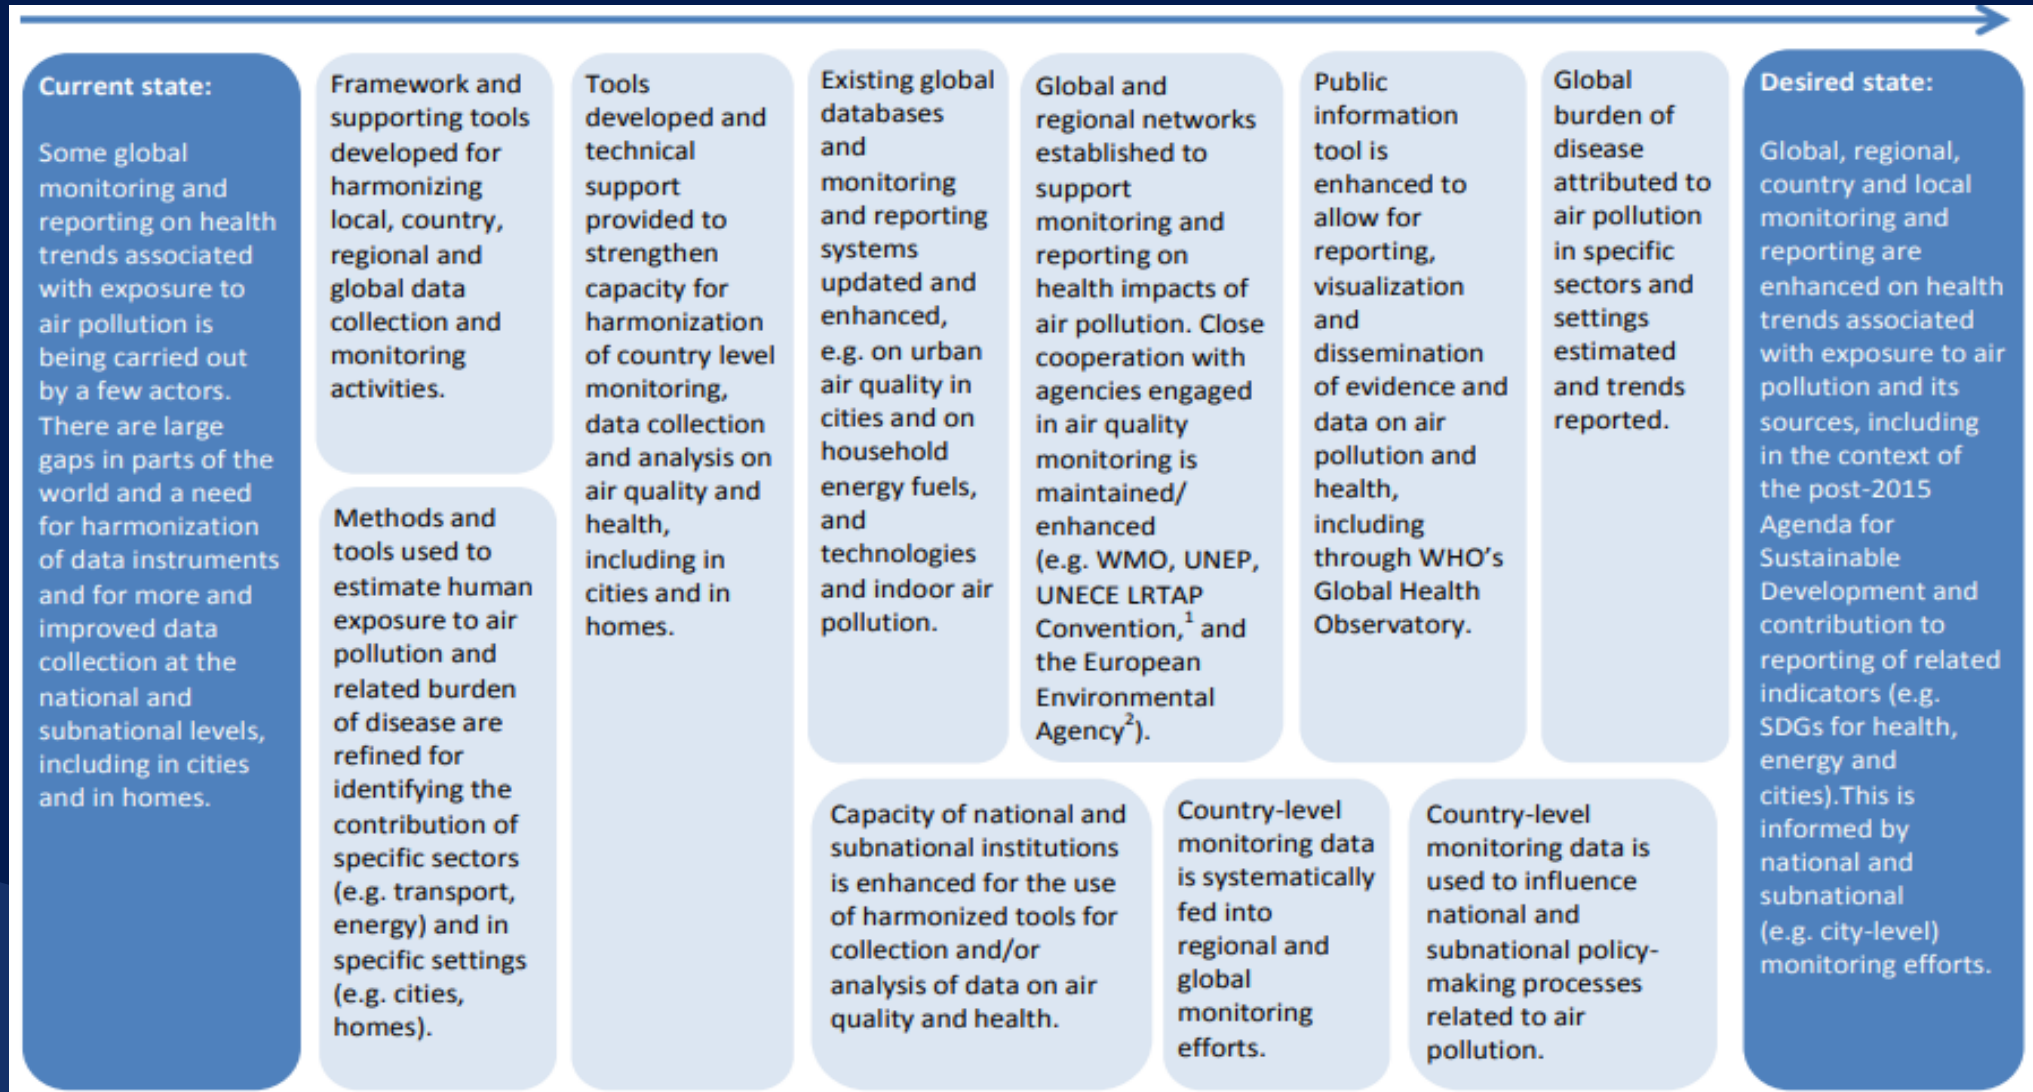 Current state:
Some global
monitoring and
reporting on health
trends associated
with exposure to
air pollution is
being carried out
by a few actors.
There are large
gaps in parts of the
world and a need
for harmonization
of data instruments
and for more and
improved data
collection at the
national and
subnational levels,
including in cities
and in homes.
Framework and
supporting tools
developed for
harmonizing
local, country,
regional and
global data
collection and
monitoring
activities.
Methods and
tools used to
estimate human
exposure to air
pollution and
related burden
of disease are
refined for
identifying the
contribution of
specific sectors
(e.g. transport,
energy) and in
specific settings
(e.g. cities,
homes).
Tools
developed and
technical
support
provided to
strengthen
capacity for
harmonization
of country level
monitoring,
data collection
and analysis on
air quality and
health,
including in
cities and in
homes.
Existing global
databases
and
monitoring
and reporting
systems
updated and
enhanced,
e.g. on urban
air quality in
cities and on
household
energy fuels,
and
technologies
and indoor air
pollution.
Global and
regional networks
established to
support
monitoring and
reporting on
health impacts of
air pollution. Close
cooperation with
agencies engaged
in air quality
monitoring is
maintained/
enhanced
(e.g. WMO, UNEP,
UNECE LRTAP
Convention,¹ and
the European
Environmental
Agency²).
Public
information
tool is
enhanced to
allow for
reporting,
visualization
and
dissemination
of evidence and
data on air
pollution and
health,
including
through WHO's
Global Health
Observatory.
Global
burden of
disease
attributed to
air pollution
in specific
sectors and
settings
estimated
and trends
reported.
Capacity of national and
subnational institutions
is enhanced for the use
of harmonized tools for
collection and/or
analysis of data on air
quality and health.
Country-level
monitoring data
is systematically
fed into
regional and
global
monitoring
efforts.
Country-level
monitoring data is
used to influence
national and
subnational policy-
making processes
related to air
pollution.
Desired state:
Global, regional,
country and local
monitoring and
reporting are
enhanced on health
trends associated
with exposure to air
pollution and its
sources, including
in the context of
the post-2015
Agenda for
Sustainable
Development and
contribution to
reporting of related
indicators (e.g.
SDGs for health,
energy and
cities).This is
informed by
national and
subnational
(e.g. city-level)
monitoring efforts.